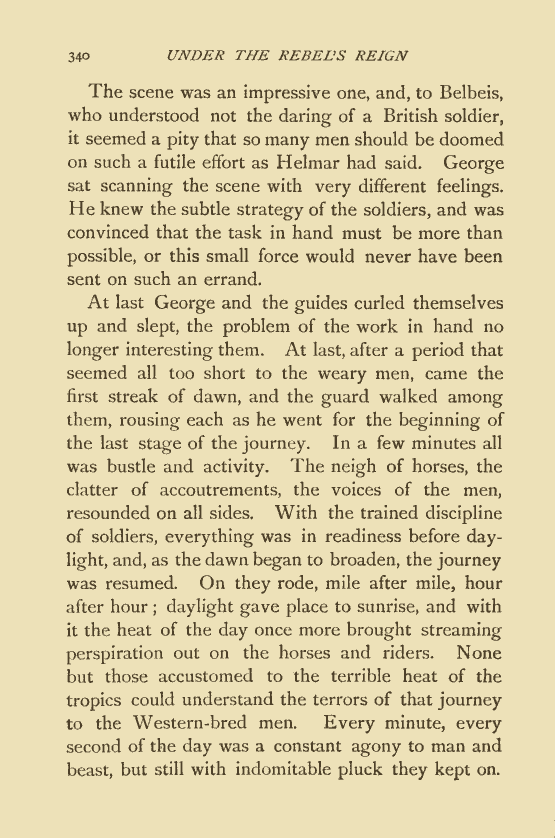 340 UNDER THE REBEL'S REIGN
The scene was an impressive one, and, to Belbeis,
who understood not the daring of a British soldier,
it seemed a pity that so many men should be doomed
on such a futile effort as Helmar had said. George
sat scanning the scene with very different feelings.
He knew the subtle strategy of the soldiers, and was
convinced that the task in hand must be more than
possible, or this small force would never have been
sent on such an errand.
At last George and the guides curled themselves
up and slept, the problem of the work in hand no
longer interesting them. At last, after a period that
seemed all too short to the weary men, came the
first streak of dawn, and the guard walked among
them, rousing each as he went for the beginning of
the last stage of the journey. In a few minutes all
was bustle and activity. The neigh of horses, the
clatter of accoutrements, the voices of the men,
resounded on all sides. With the trained discipline
of soldiers, everything was in readiness before day-
light, and, as the dawn began to broaden, the journey
was resumed. On they rode, mile after mile, hour
after hour; daylight gave place to sunrise, and with
it the heat of the day once more brought streaming
perspiration out on the horses and riders. None
but those accustomed to the terrible heat of the
tropics could understand the terrors of that journey
to the Western-bred men. Every minute, every
second of the day was a constant agony to man and
beast, but still with indomitable pluck they kept on.